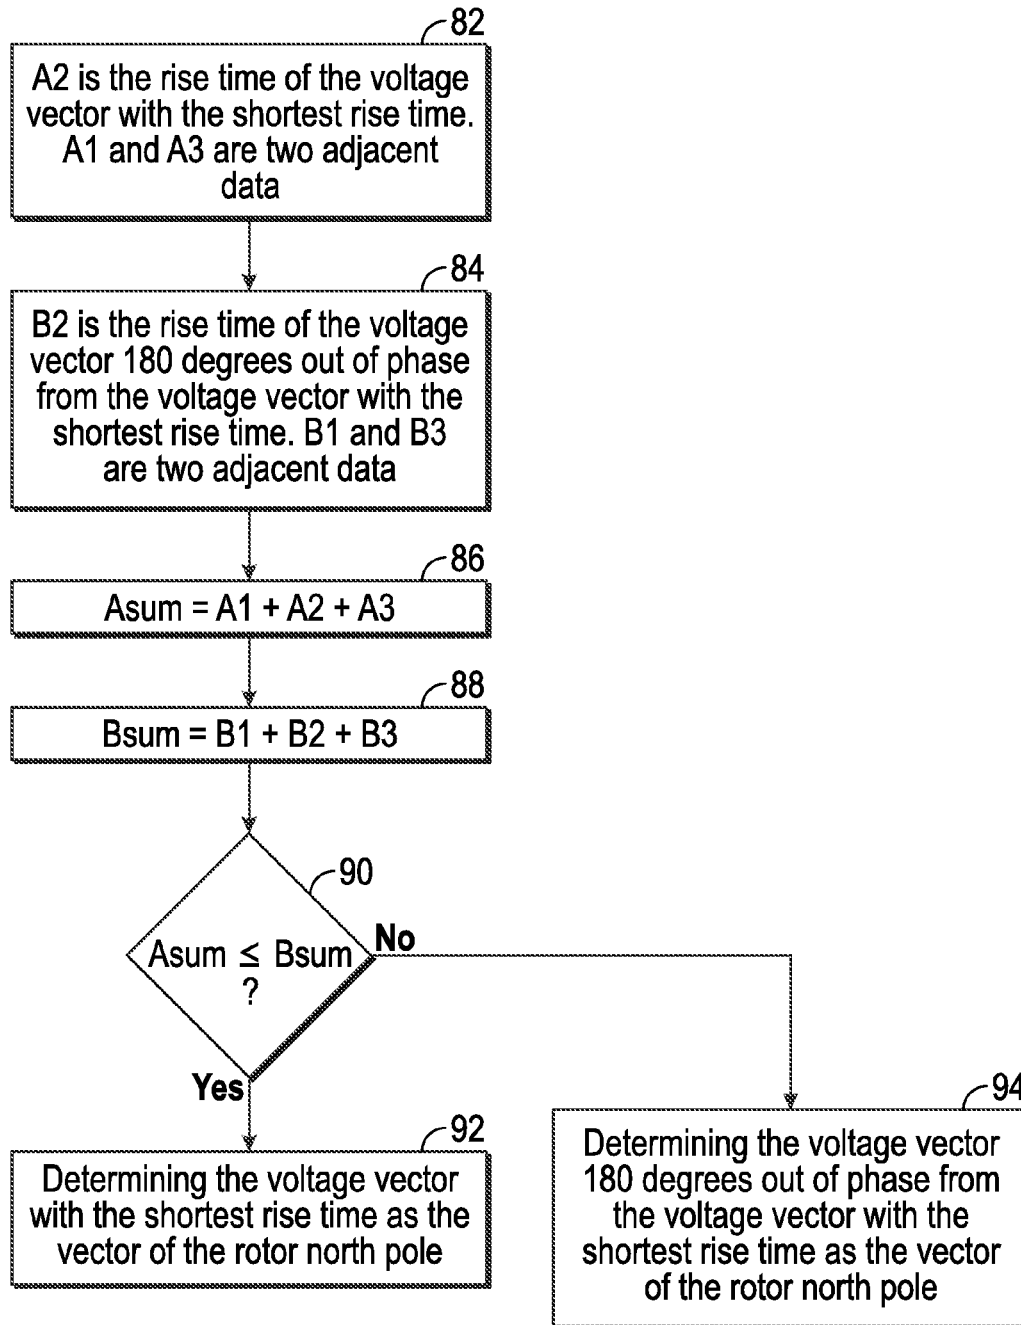 82
A2 is the rise time of the voltage
vector with the shortest rise time.
A1 and A3 are two adjacent
data
84
B2 is the rise time of the voltage
vector 180 degrees out of phase
from the voltage vector with the
shortest rise time. B1 and B3
are two adjacent data
86
Asum = A1 + A2 + A3
88
Bsum = B1 + B2 + B3
90
Asum ≤ Bsum
?
No
Yes
92
Determining the voltage vector
with the shortest rise time as the
vector of the rotor north pole
94
Determining the voltage vector
180 degrees out of phase from
the voltage vector with the
shortest rise time as the vector
of the rotor north pole